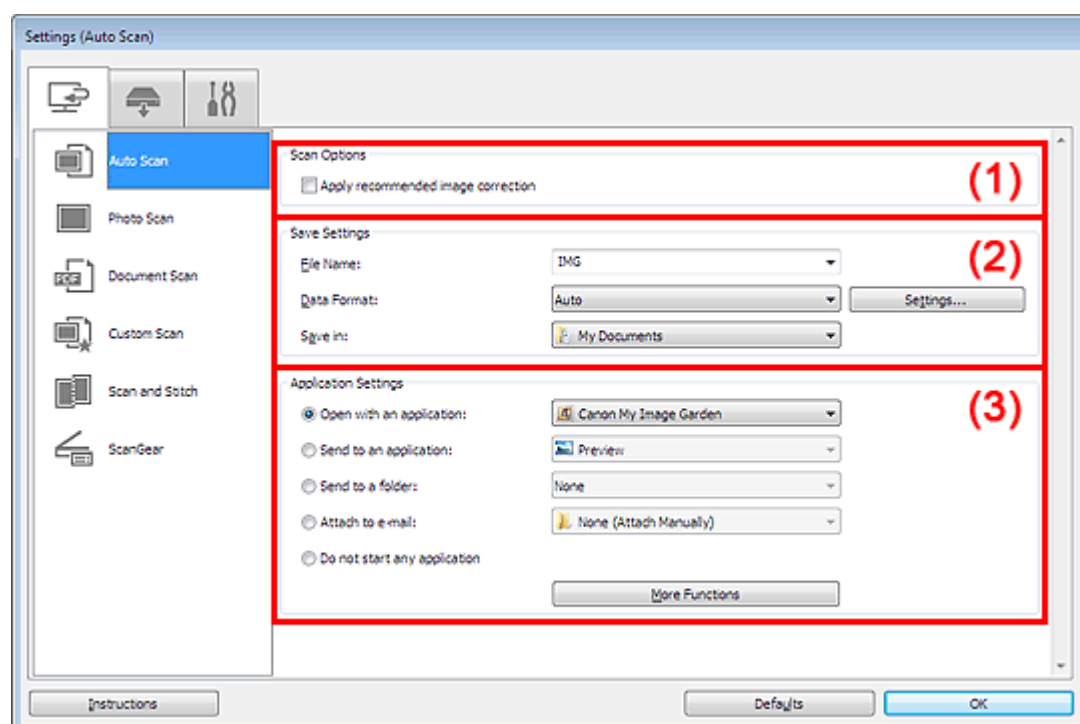 Settings (Auto Scan)
Auto Scan
Photo Scan
PDF
Document Scan
Custom Scan
Scan and Stitch
ScanGear
Scan Options
(1)
Apply recommended image correction
Save Settings
(2)
File Name: IMG
Data Format: Auto Settings...
Save in: My Documents
Application Settings
(3)
Open with an application: Canon My Image Garden
Send to an application: Preview
Send to a folder: None
Attach to e-mail: None (Attach Manually)
Do not start any application
More Functions
Instructions Defaults OK